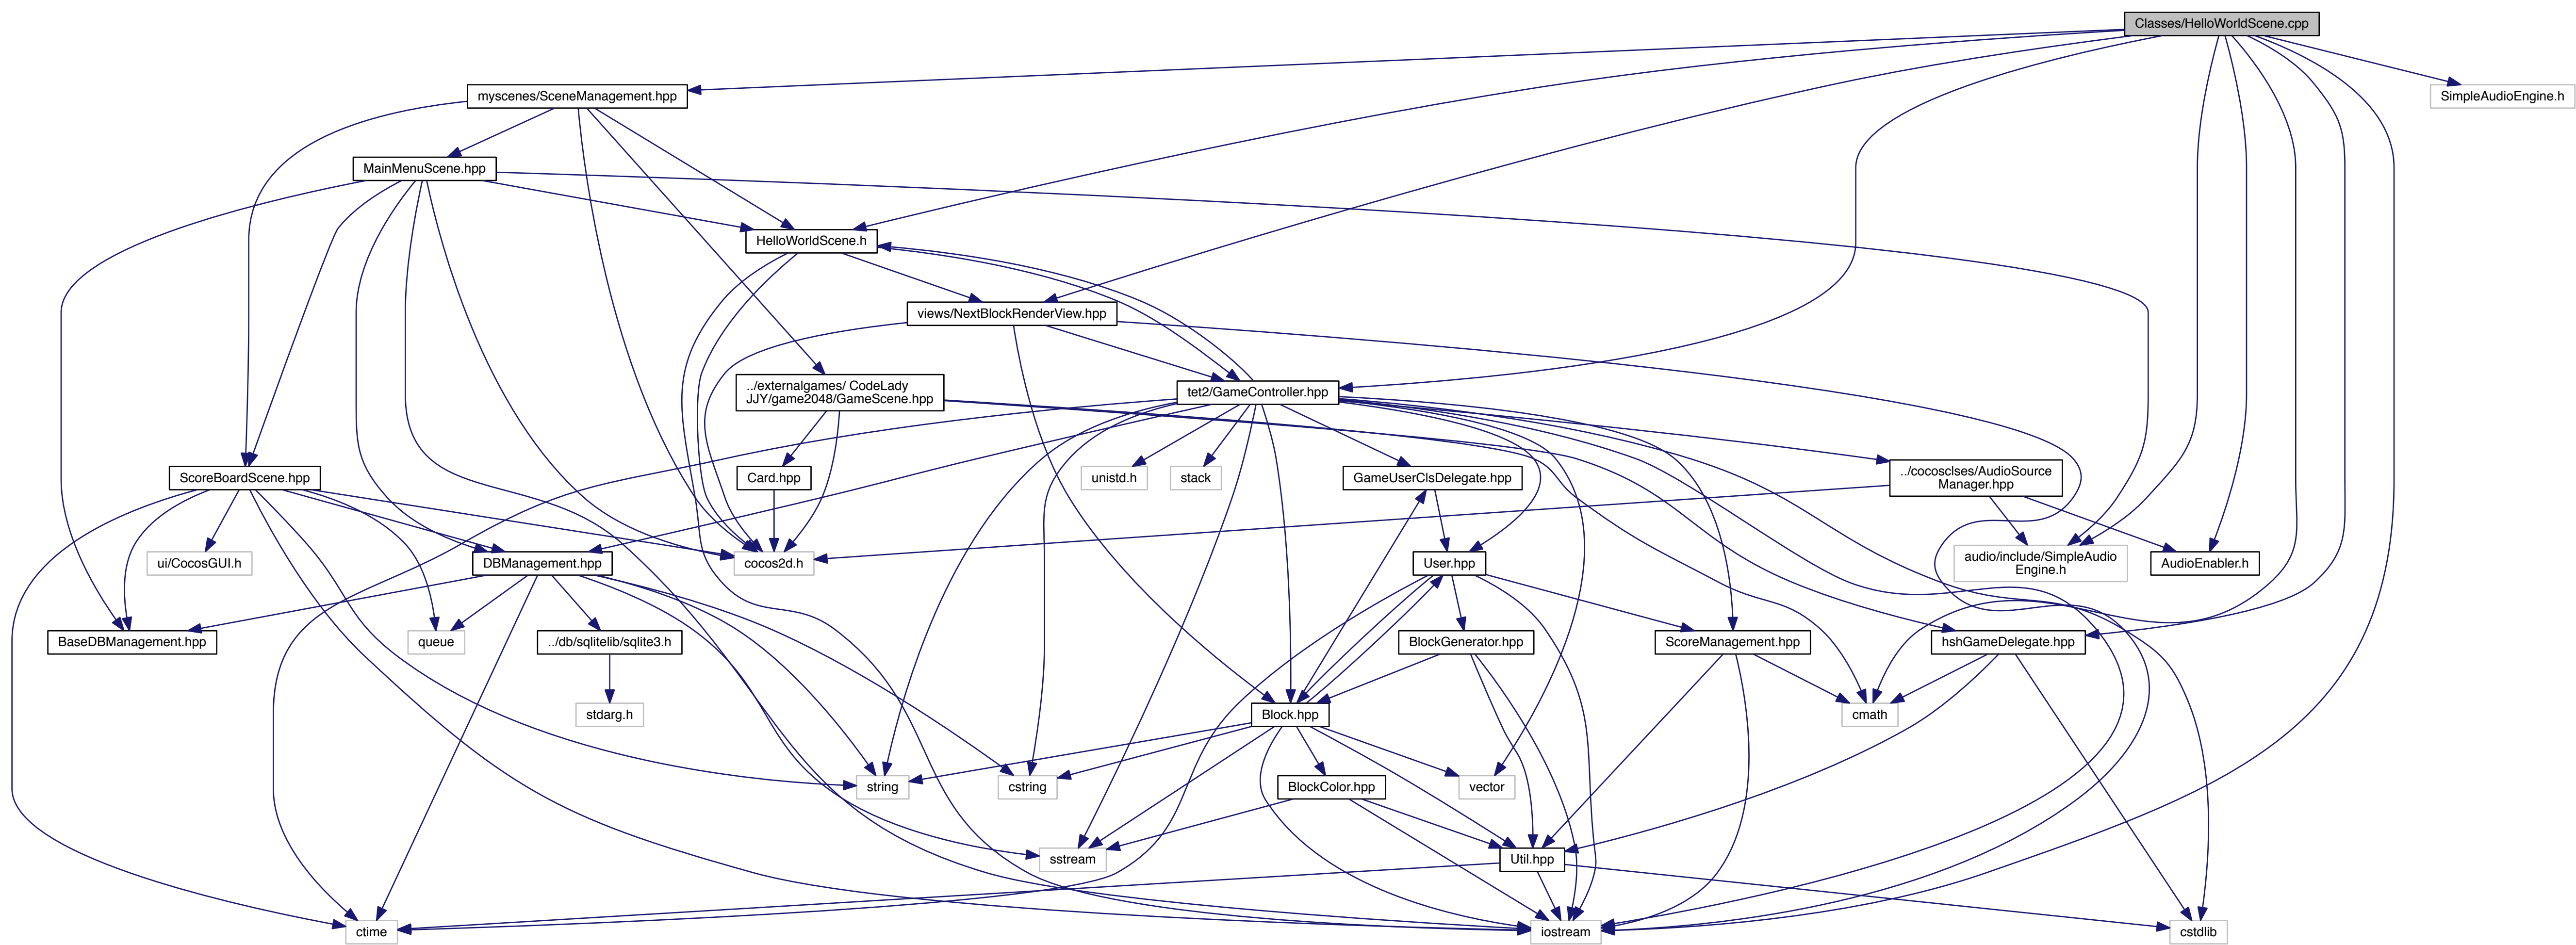 Classes/HelloWorldScene.cpp
myscenes/SceneManagement.hpp
SimpleAudioEngine.h
MainMenuScene.hpp
HelloWorldScene.h
views/NextBlockRenderView.hpp
../externalgames/ CodeLady
JJY/game2048/GameScene.hpp
tet2/GameController.hpp
ScoreBoardScene.hpp
Card.hpp
unistd.h
stack
GameUserClsDelegate.hpp
../cocosclses/AudioSource
Manager.hpp
ui/CocosGUI.h
DBManagement.hpp
cocos2d.h
User.hpp
audio/include/SimpleAudio
Engine.h
AudioEnabler.h
BaseDBManagement.hpp
queue
../db/sqlitelib/sqlite3.h
BlockGenerator.hpp
ScoreManagement.hpp
hshGameDelegate.hpp
stdarg.h
Block.hpp
cmath
string
cstring
BlockColor.hpp
vector
sstream
Util.hpp
ctime
iostream
cstdlib